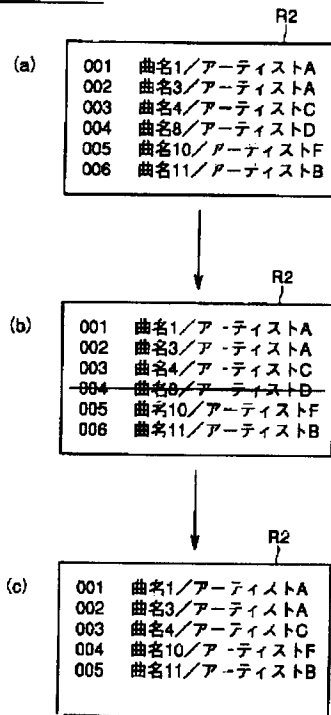 R2
(a)
001 曲名1/アーティストA
002 曲名3/アーティストA
003 曲名4/アーティストC
004 曲名8/アーティストD
005 曲名10/アーティストF
006 曲名11/アーティストB
R2
(b)
001 曲名1/アーティストA
002 曲名3/アーティストA
003 曲名4/アーティストC
004 曲名8/アーティストD
005 曲名10/アーティストF
006 曲名11/アーティストB
R2
(c)
001 曲名1/アーティストA
002 曲名3/アーティストA
003 曲名4/アーティストC
004 曲名10/アーティストF
005 曲名11/アーティストB